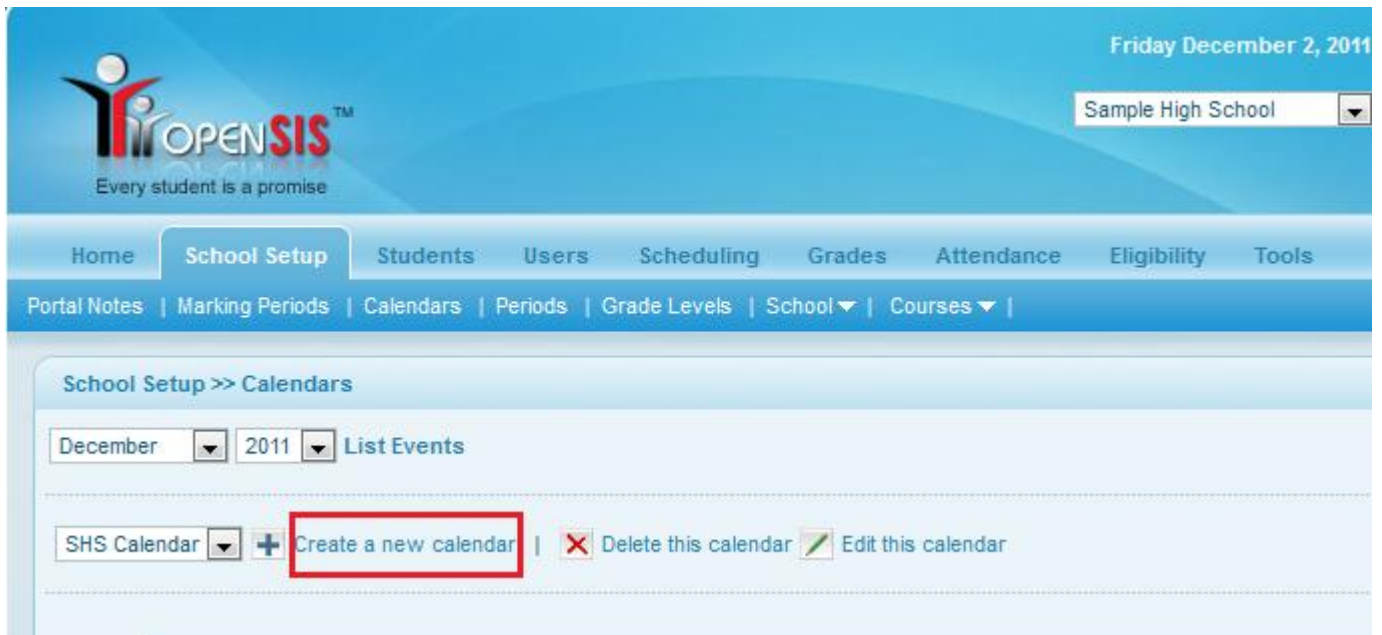 Friday December 2, 2011
Sample High School
OPENSIS™
Every student is a promise
Home School Setup Students Users Scheduling Grades Attendance Eligibility Tools
Portal Notes | Marking Periods | Calendars | Periods | Grade Levels | School | Courses |
School Setup >> Calendars
December 2011 List Events
SHS Calendar Create a new calendar | Delete this calendar Edit this calendar